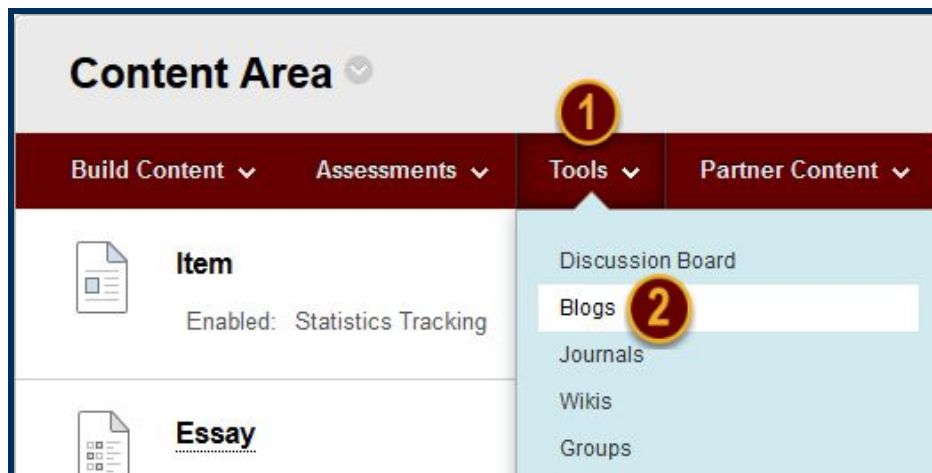 Content Area
1
Build Content Assessments Tools Partner Content
Item
Enabled: Statistics Tracking
Essay
Discussion Board
Blogs 2
Journals
Wikis
Groups